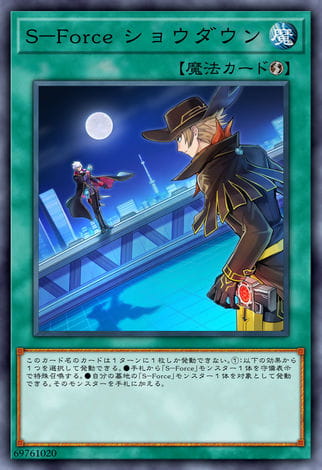 S-Force ショウダウン
魔
【魔法カード】
このカード名のカードは１ターンに１枚しか発動できない。①：以下の効果から
１つを選択して発動できる。●手札から「S-Force」モンスター１体を守備表示
で特殊召喚する。●自分の墓地の「S-Force」モンスター１体を対象として発動
できる。そのモンスターを手札に加える。
69761020